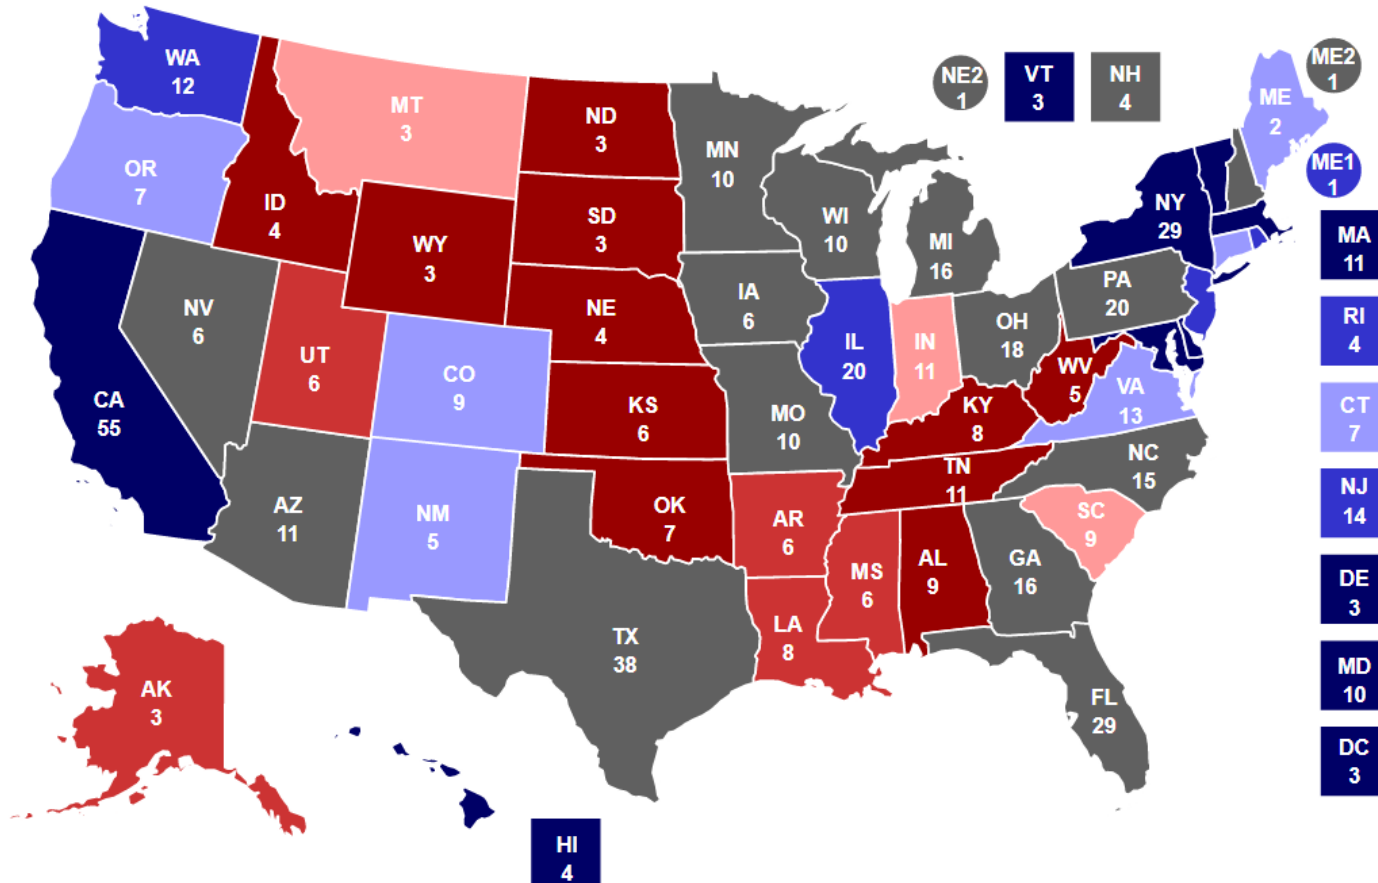 WA
12
OR
7
CA
55
NV
6
ID
4
MT
3
WY
3
UT
6
CO
9
AZ
11
NM
5
ND
3
SD
3
NE
4
KS
6
OK
7
TX
38
MN
10
IA
6
MO
10
AR
6
LA
8
WI
10
IL
20
MI
16
IN
11
OH
18
KY
8
TN
11
MS
6
AL
9
GA
16
FL
29
SC
9
NC
15
VA
13
WV
5
PA
20
NY
29
ME
2
NE2
1
VT
3
NH
4
ME2
1
ME1
1
MA
11
RI
4
CT
7
NJ
14
DE
3
MD
10
DC
3
AK
3
HI
4